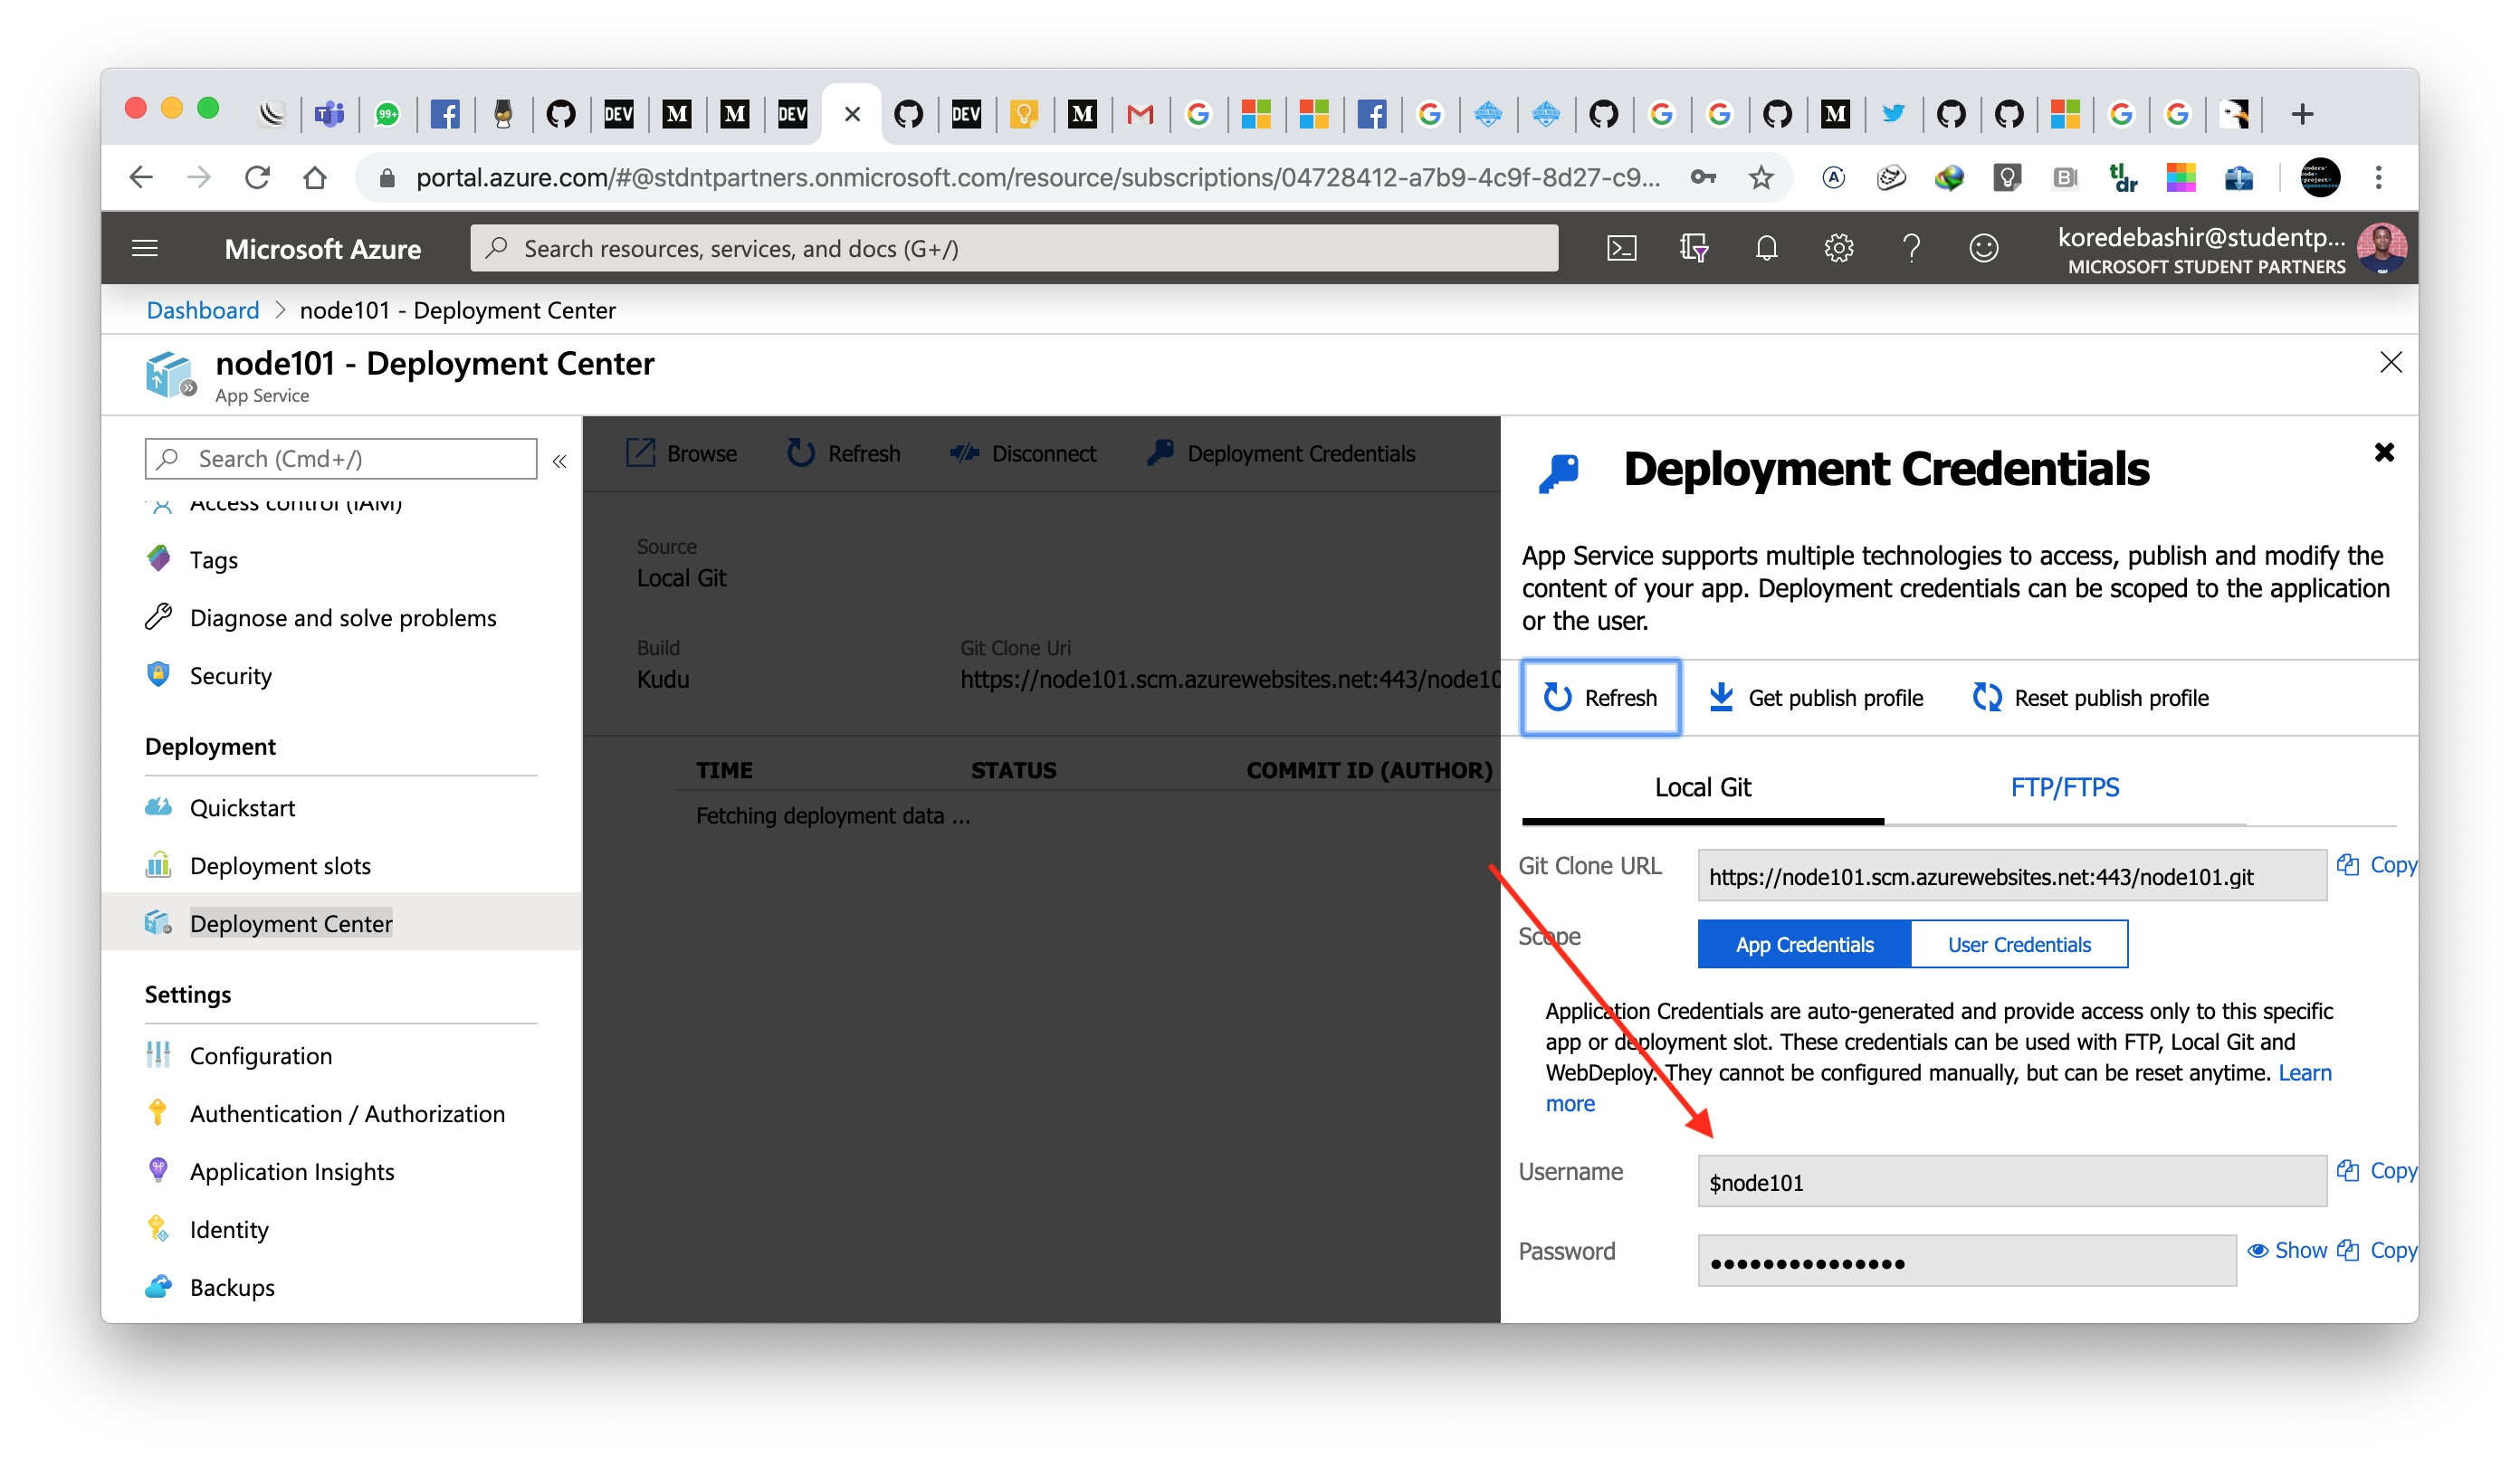 99+
DEV
M
M
DEV
DEV
M
M
portal.azure.com/#@stdntpartners.onmicrosoft.com/resource/subscriptions/04728412-a7b9-4c9f-8d27-c9...
tl;dr
Microsoft Azure
Search resources, services, and docs (G+/)
koredebashir@studentp...
MICROSOFT STUDENT PARTNERS
Dashboard > node101 - Deployment Center
node101 - Deployment Center
App Service
Search (Cmd+/)
«
Access control (IAM)
Tags
Diagnose and solve problems
Security
Deployment
Quickstart
Deployment slots
Deployment Center
Settings
Configuration
Authentication / Authorization
Application Insights
Identity
Backups
Browse
Refresh
Disconnect
Deployment Credentials
Source
Local Git
Build
Kudu
Git Clone Uri
https://node101.scm.azurewebsites.net:443/node10
TIME STATUS COMMIT ID (AUTHOR)
Fetching deployment data ...
Deployment Credentials
App Service supports multiple technologies to access, publish and modify the
content of your app. Deployment credentials can be scoped to the application
or the user.
Refresh
Get publish profile
Reset publish profile
Local Git
FTP/FTPS
Git Clone URL
https://node101.scm.azurewebsites.net:443/node101.git
Copy
Scope
App Credentials
User Credentials
Application Credentials are auto-generated and provide access only to this specific
app or deployment slot. These credentials can be used with FTP, Local Git and
WebDeploy. They cannot be configured manually, but can be reset anytime. Learn
more
Username
$node101
Copy
Password
•••••••••••••••
Show
Copy